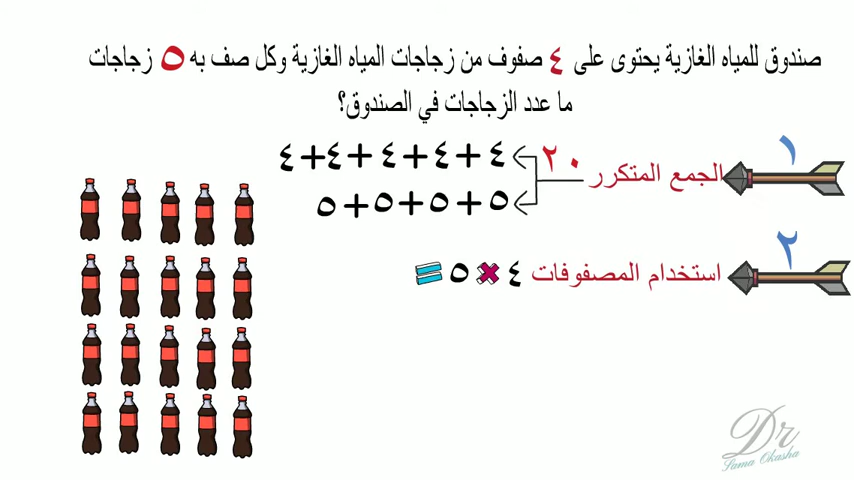 صندوق للمياه الغازية يحتوى على ٤ صفوف من زجاجات المياه الغازية وكل صف به ٥ زجاجات
ما عدد الزجاجات في الصندوق؟
١
الجمع المتكرر
٢٠
٤+٤+٤+٤+٤
٥+٥+٥+٥
٢
استخدام المصفوفات ٤ × ٥ =
Dr
Sama Okasha